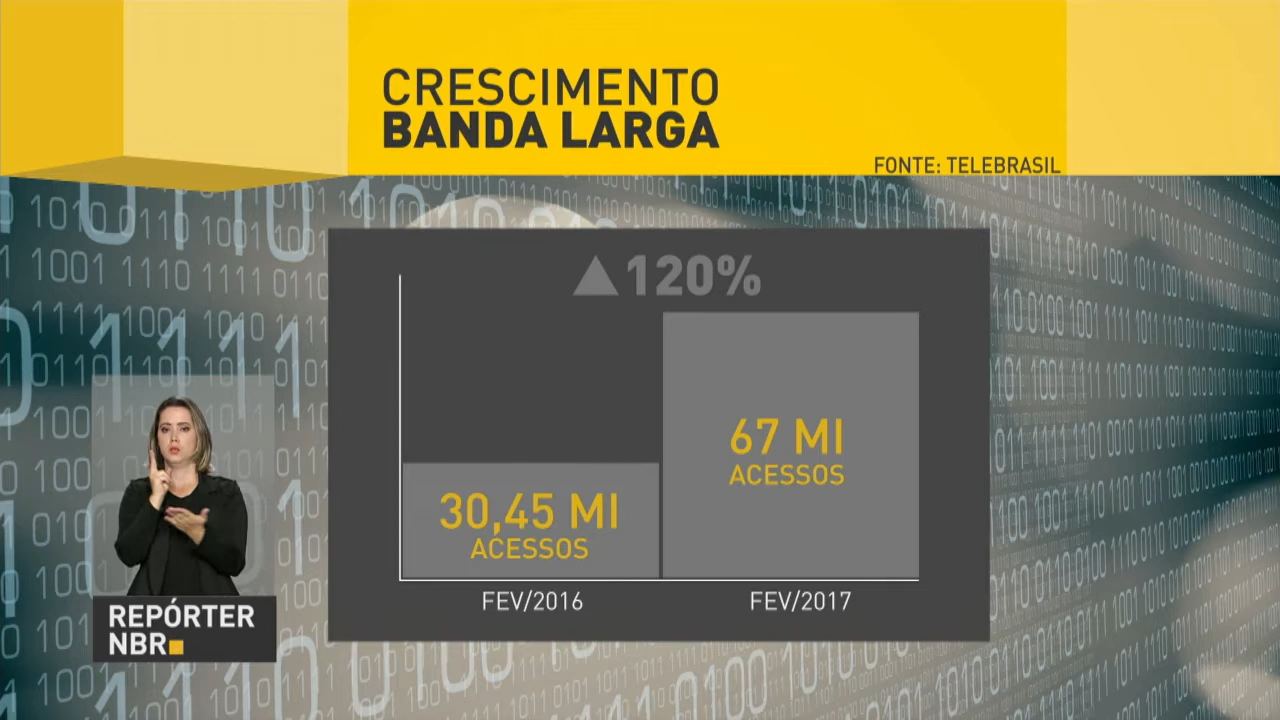 CRESCIMENTO
BANDA LARGA
FONTE: TELEBRASIL
▲120%
67 MI
ACESSOS
30,45 MI
ACESSOS
FEV/2016
FEV/2017
REPÓRTER
NBR